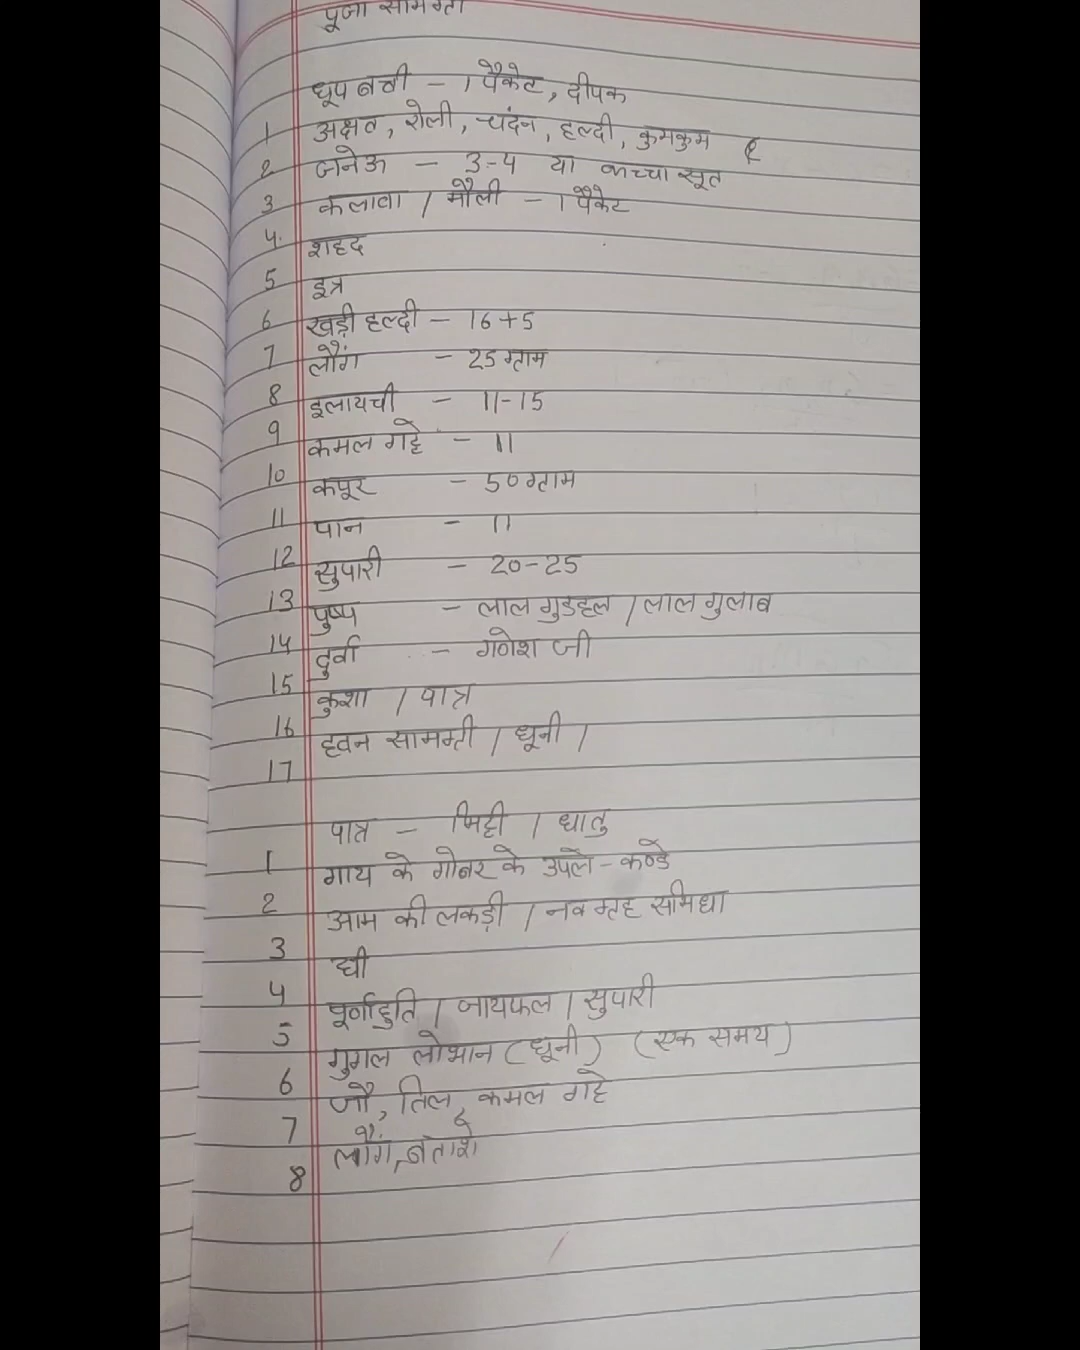 पूजा सामग्री
धूप बत्ती - 1 पैकेट, दीपक
1 अक्षत, रोली, चंदन, हल्दी, कुमकुम
2 जनेऊ - 3-4 या कच्चा सूत
3 कलावा / मौली - 1 पैकेट
4. शहद
5 इत्र
6 खड़ी हल्दी - 16+5
7 लौंग - 25 ग्राम
8 इलायची - 11-15
9 कमल गट्टे - 11
10 कपूर - 50 ग्राम
11 पान - 11
12 सुपारी - 20-25
13 पुष्प - लाल गुडहल / लाल गुलाब
14 दुर्वा - गणेश जी
15 कुशा / पात्र
16 हवन सामग्री / धूनी /
17
पात्र - मिट्टी / धातु
1 गाय के गोबर के उपले - कण्डे
2 आम की लकड़ी / नव ग्रह समिधा
3 घी
4 पूर्णाहुति / जायफल / सुपारी
5 गुगल लोभान (धूनी) (एक समय)
6 जौ, तिल, कमल गट्टे
7 लौंग, बताशे
8